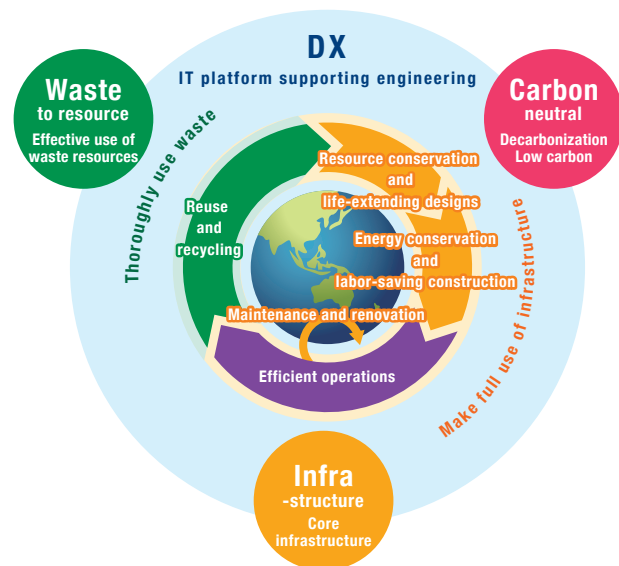 DX
IT platform supporting engineering
Waste
to resource
Effective use of
waste resources
Carbon
neutral
Decarbonization
Low carbon
Thoroughly use waste
Resource conservation
and
life-extending designs
Reuse
and
recycling
Energy conservation
and
labor-saving construction
Maintenance and renovation
Efficient operations
Make full use of infrastructure
Infra
-structure
Core
infrastructure